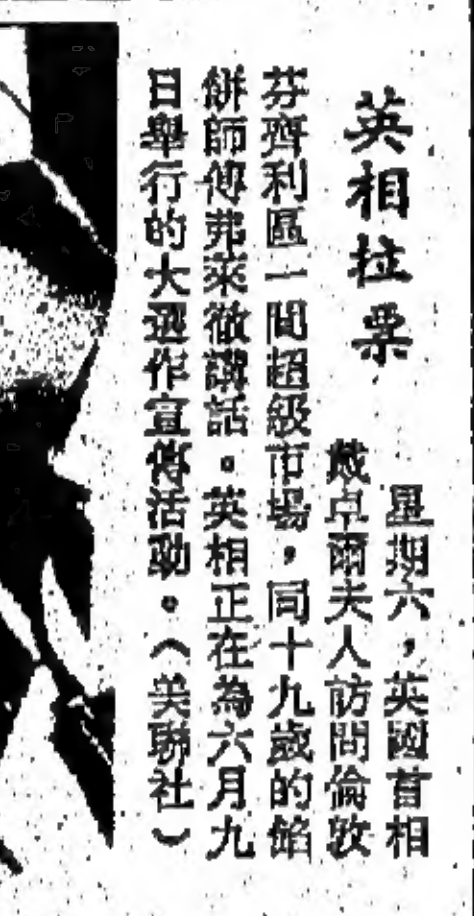 英相拉票
星期六，英國首相
戴卓爾夫人訪問倫敦
芬齊利區一間超級市場，同十九歲的餡
餅師傅弗萊徹講話。英相正在為六月九
日舉行的大選作宣傳活動。（美聯社）